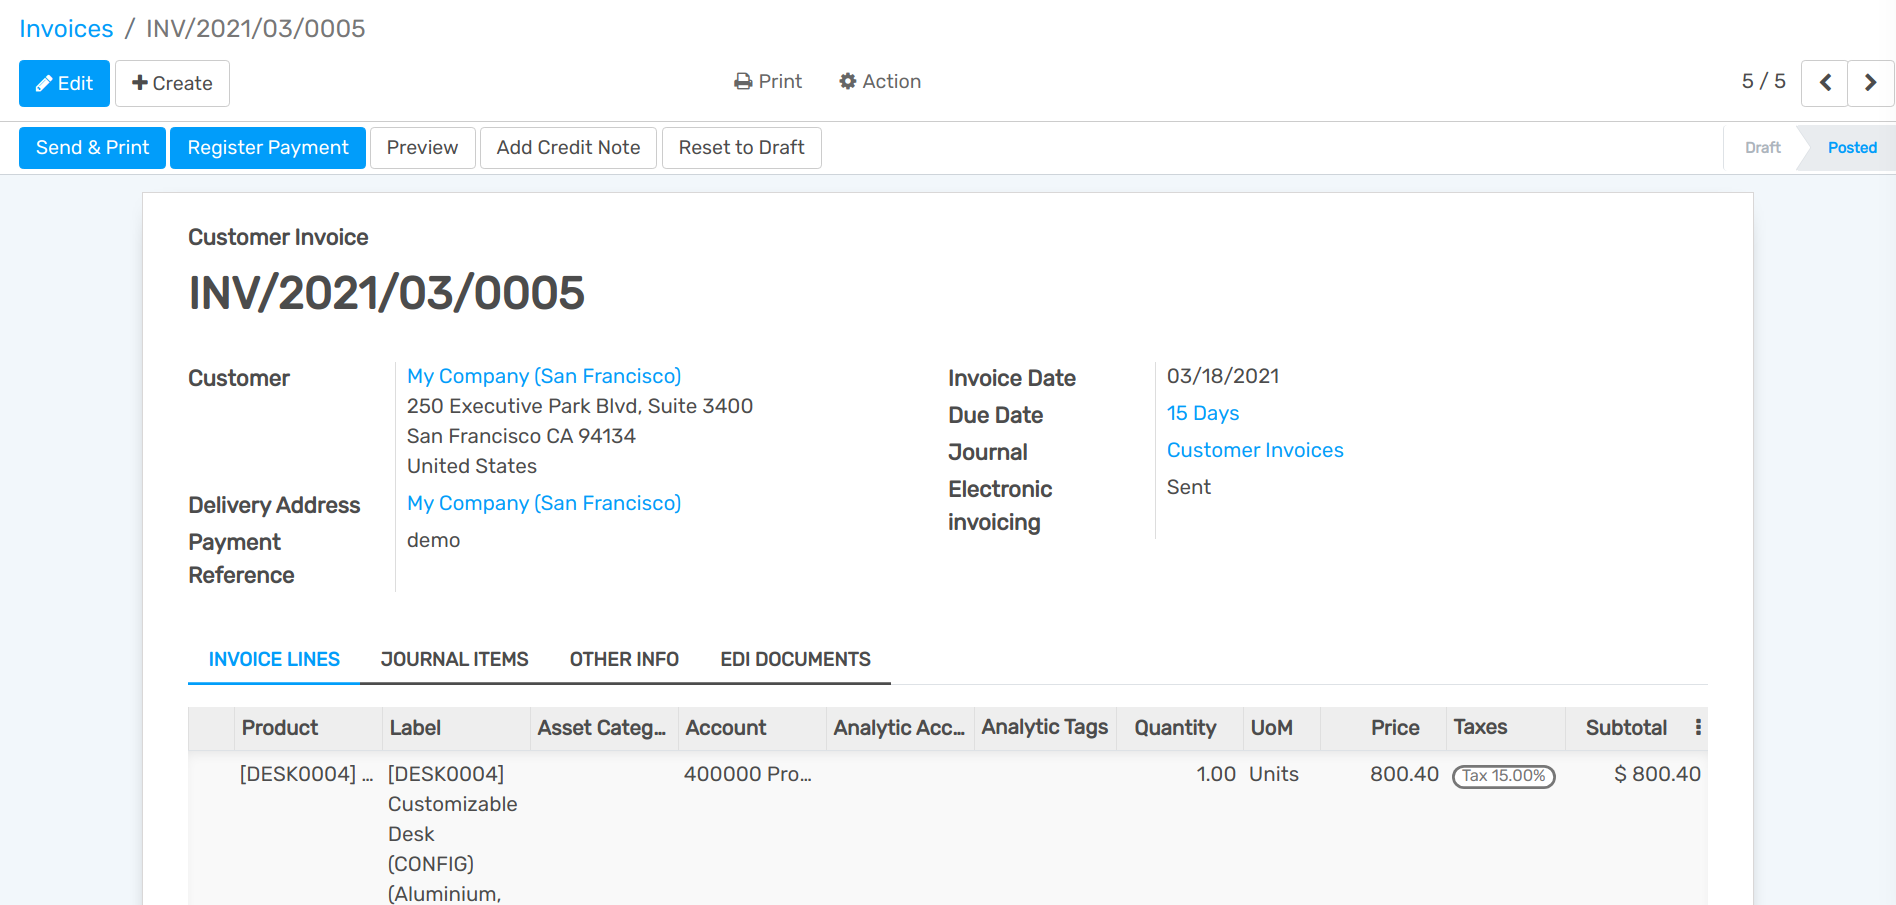 Invoices / INV/2021/03/0005
Edit Create Print Action 5 / 5
Send & Print Register Payment Preview Add Credit Note Reset to Draft Draft Posted
Customer Invoice
INV/2021/03/0005
Customer
My Company (San Francisco)
250 Executive Park Blvd, Suite 3400
San Francisco CA 94134
United States
Delivery Address My Company (San Francisco)
Payment Reference demo
Invoice Date 03/18/2021
Due Date 15 Days
Journal Customer Invoices
Electronic invoicing Sent
INVOICE LINES JOURNAL ITEMS OTHER INFO EDI DOCUMENTS
Product Label Asset Categ... Account Analytic Acc... Analytic Tags Quantity UoM Price Taxes Subtotal
[DESK0004] ... [DESK0004] 400000 Pro... 1.00 Units 800.40 Tax 15.00% $ 800.40
Customizable
Desk
(CONFIG)
(Aluminium,